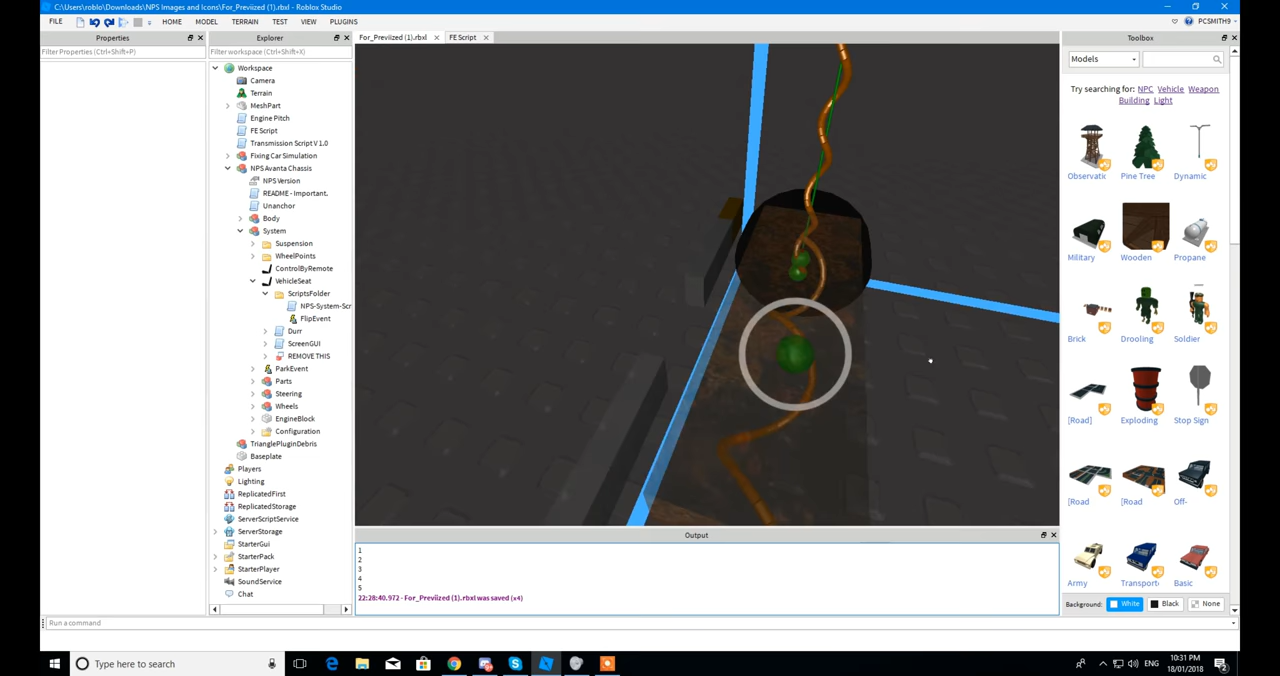 C:\Users\roblo\Downloads\NPS Images and Icons\For_Previized (1).rbxl - Roblox Studio
FILE HOME MODEL TERRAIN TEST VIEW PLUGINS
PCSMITH9
Properties
Filter Properties (Ctrl+Shift+P)
Explorer
Filter workspace (Ctrl+Shift+X)
Workspace
Camera
Terrain
MeshPart
Engine Pitch
FE Script
Transmission Script V 1.0
Fixing Car Simulation
NPS Avanta Chassis
NPS Version
README - Important.
Unanchor
Body
System
Suspension
WheelPoints
ControlByRemote
VehicleSeat
ScriptsFolder
NPS-System-Scr
FlipEvent
Durr
ScreenGUI
REMOVE THIS
ParkEvent
Parts
Steering
Wheels
EngineBlock
Configuration
TrianglePluginDebris
Baseplate
Players
Lighting
ReplicatedFirst
ReplicatedStorage
ServerScriptService
ServerStorage
StarterGui
StarterPack
StarterPlayer
SoundService
Chat
For_Previized (1).rbxl
FE Script
Output
1
2
3
4
5
22:28:40.972 - For_Previized (1).rbxl was saved (x4)
Toolbox
Models
Try searching for: NPC Vehicle Weapon
Building Light
Observatic Pine Tree Dynamic
Military Wooden Propane
Brick Drooling Soldier
[Road] Exploding Stop Sign
[Road [Road Off-
Army Transport Basic
Background: White Black None
Run a command
Type here to search
ENG
10:31 PM
18/01/2018
2